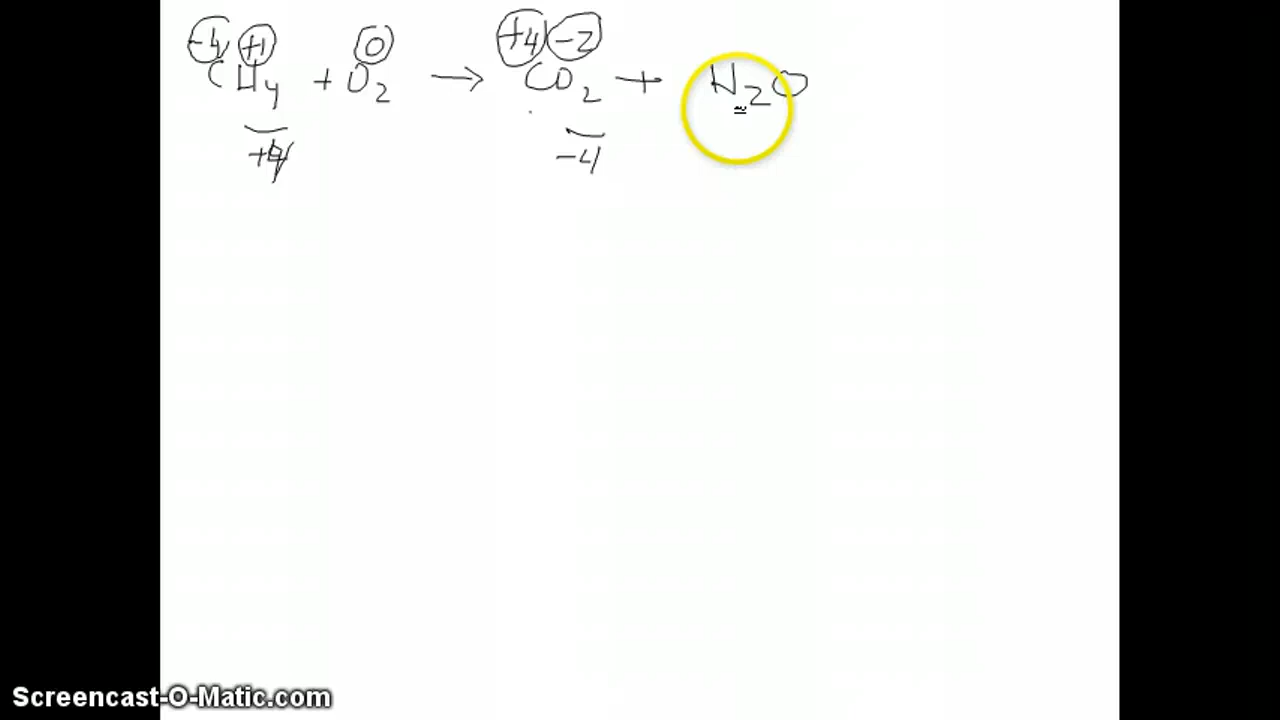 -4 +1 0 +4 -2
CH4 + O2 → CO2 + H2O
+4 -4
Screencast-O-Matic.com